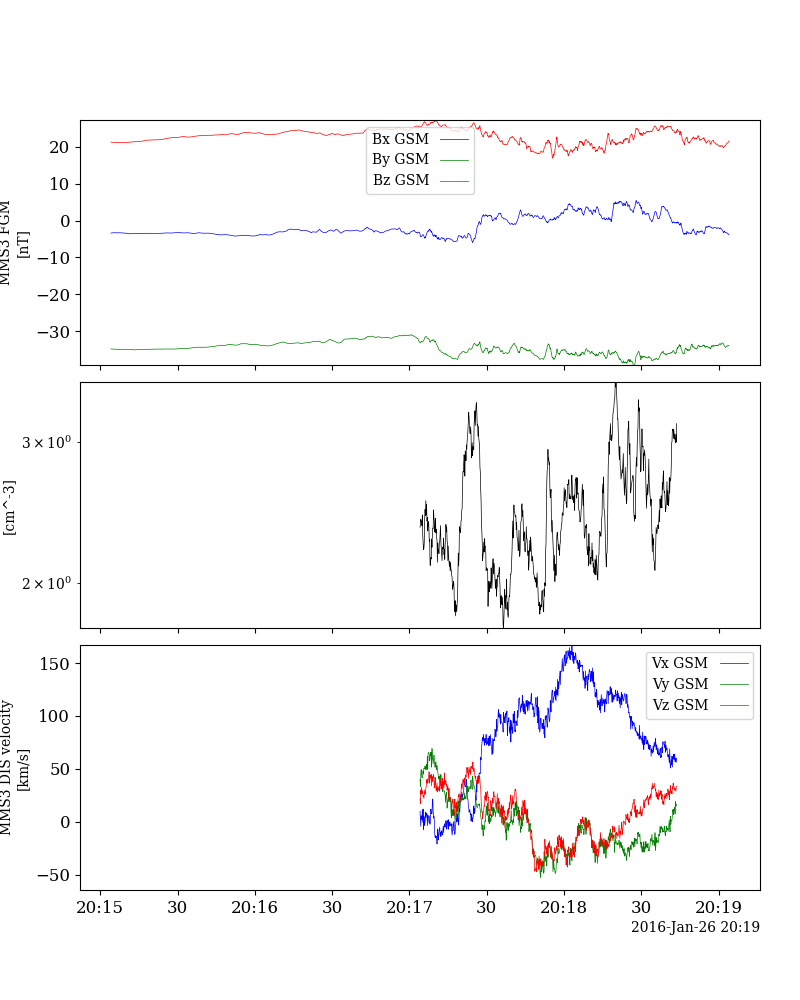 20
10
0
−10
−20
−30
MMS3 FGM
[nT]
Bx GSM
By GSM
Bz GSM
3 × 10⁰
2 × 10⁰
[cm^-3]
150
100
50
0
−50
MMS3 DIS velocity
[km/s]
Vx GSM
Vy GSM
Vz GSM
20:15 30 20:16 30 20:17 30 20:18 30 20:19
2016-Jan-26 20:19